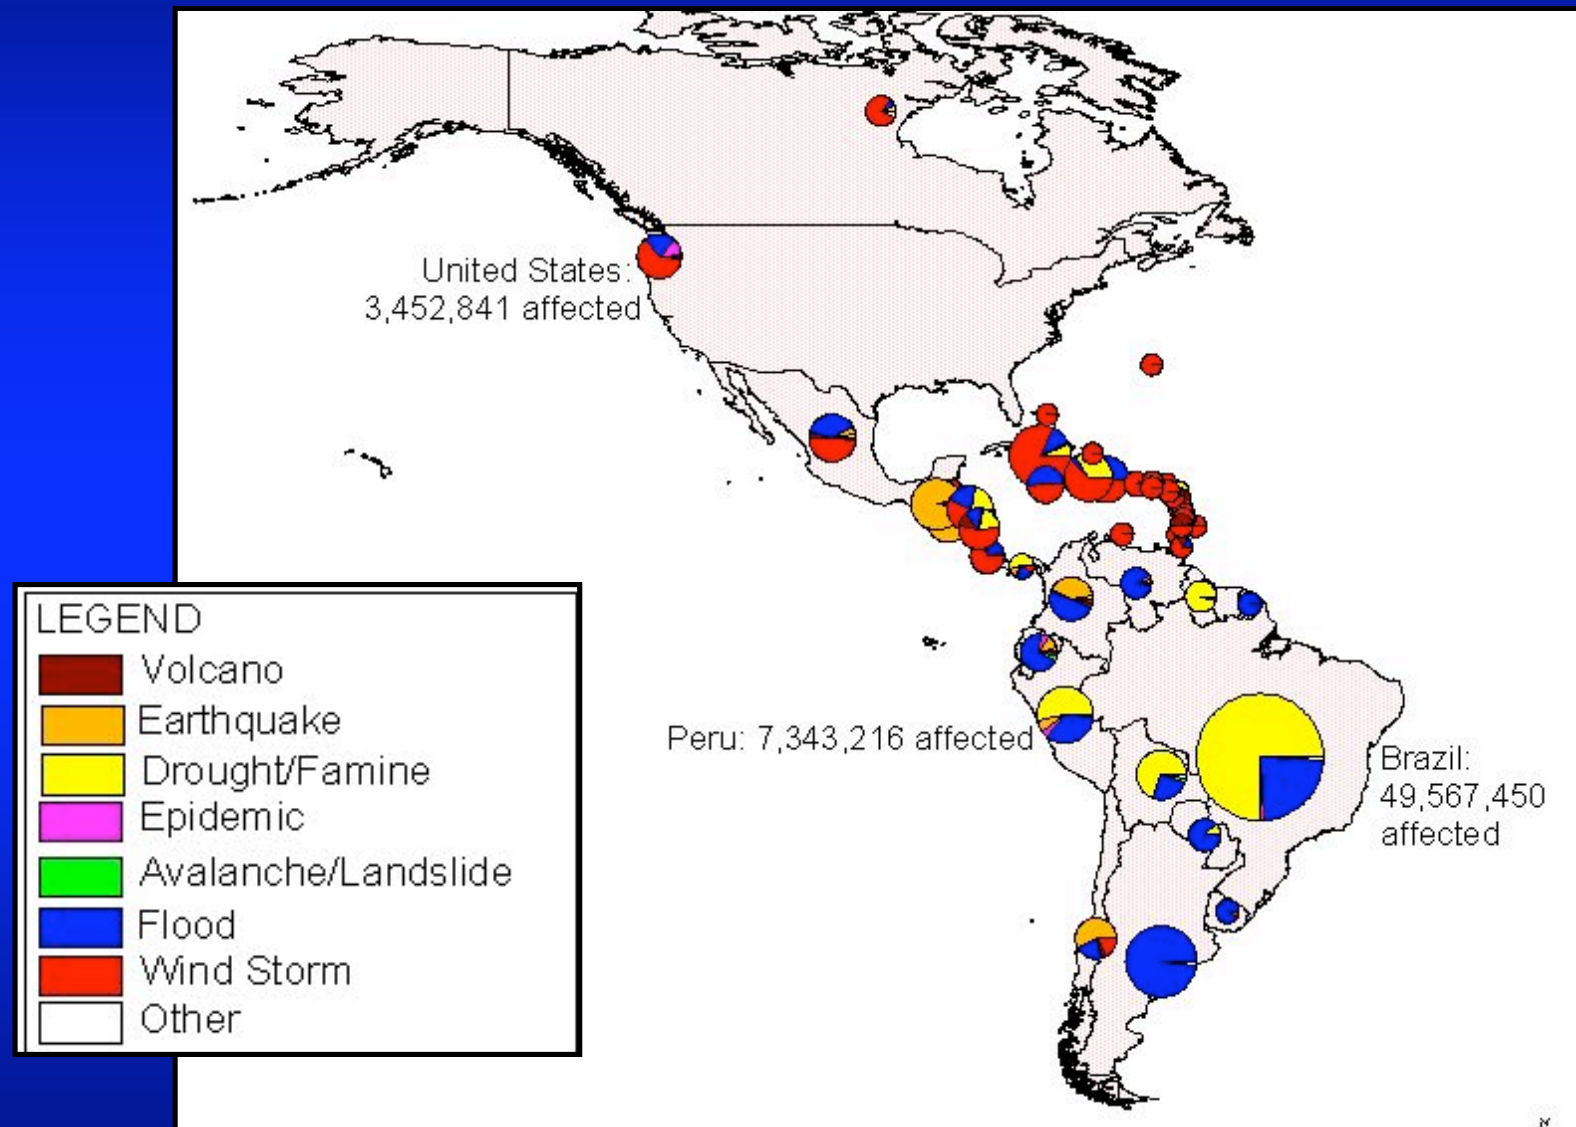 United States:
3,452,841 affected
Peru: 7,343,216 affected
Brazil:
49,567,450
affected
LEGEND
Volcano
Earthquake
Drought/Famine
Epidemic
Avalanche/Landslide
Flood
Wind Storm
Other